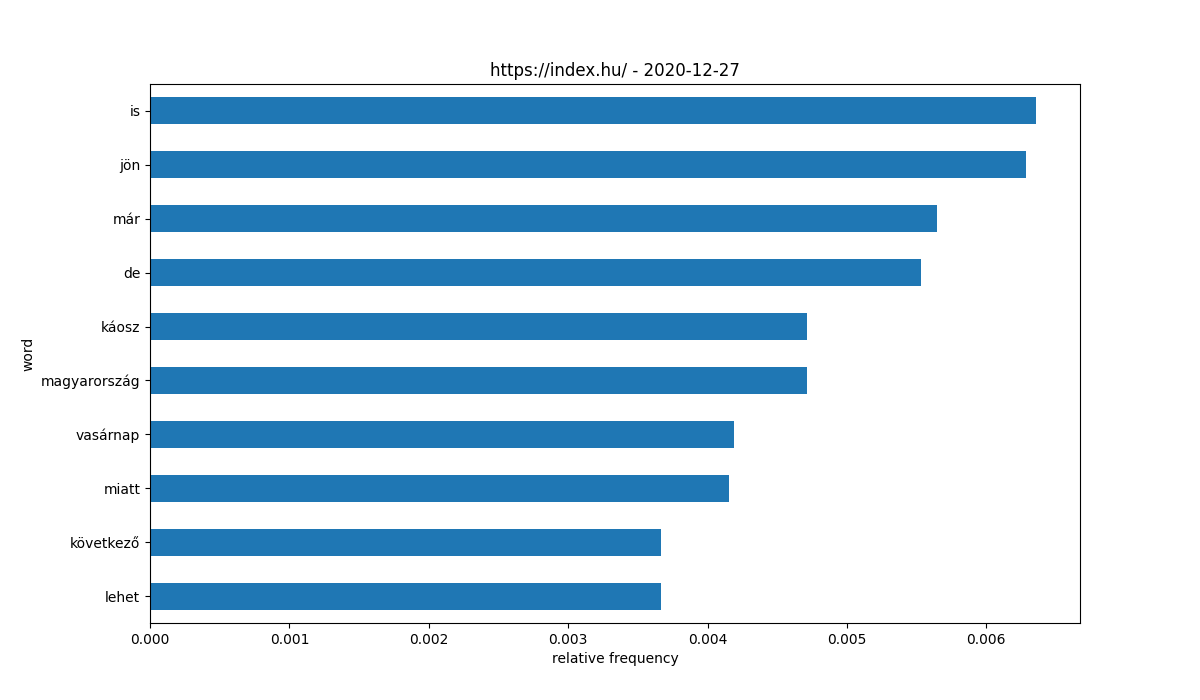 https://index.hu/ - 2020-12-27
is
jön
már
de
káosz
magyarország
vasárnap
miatt
következő
lehet
word
0.000 0.001 0.002 0.003 0.004 0.005 0.006
relative frequency